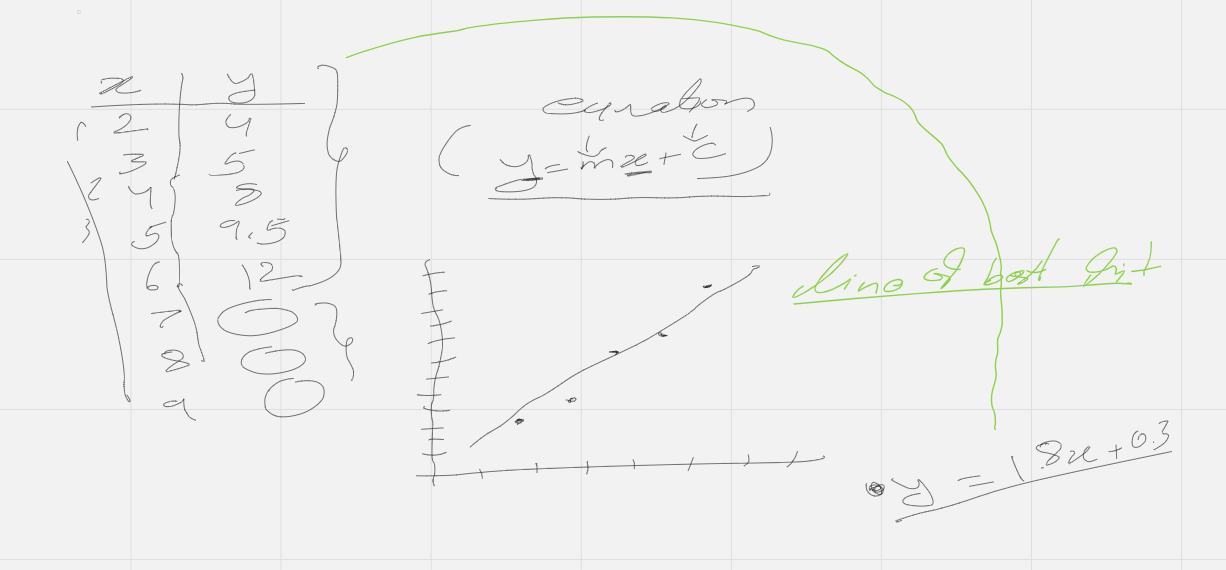 x y
1 2 4
3 5
2 4 8
3 5 9.5
6 12
7
8
9
equation
(y = mx + c)
line of best fit
y = 1.8x + 0.3